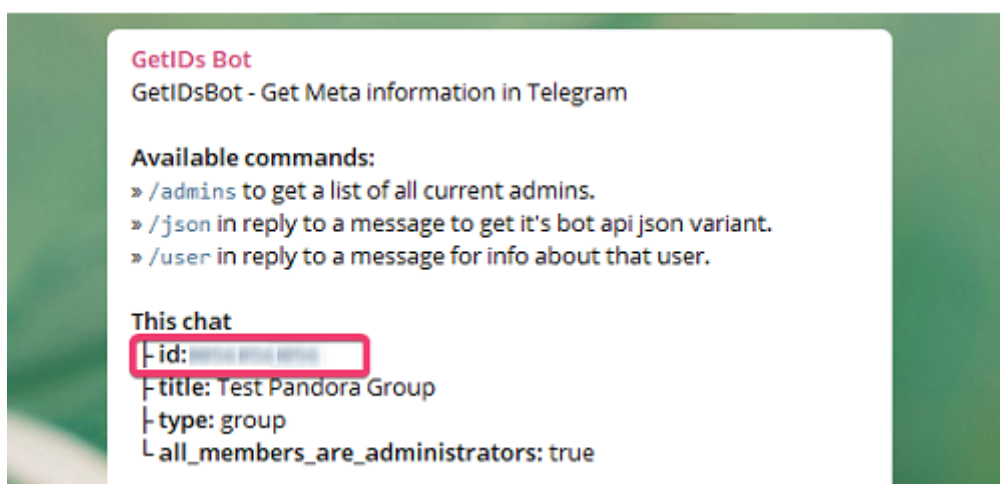 GetIDs Bot
GetIDsBot - Get Meta information in Telegram
Available commands:
» /admins to get a list of all current admins.
» /json in reply to a message to get it's bot api json variant.
» /user in reply to a message for info about that user.
This chat
├ id:
├ title: Test Pandora Group
├ type: group
└ all_members_are_administrators: true